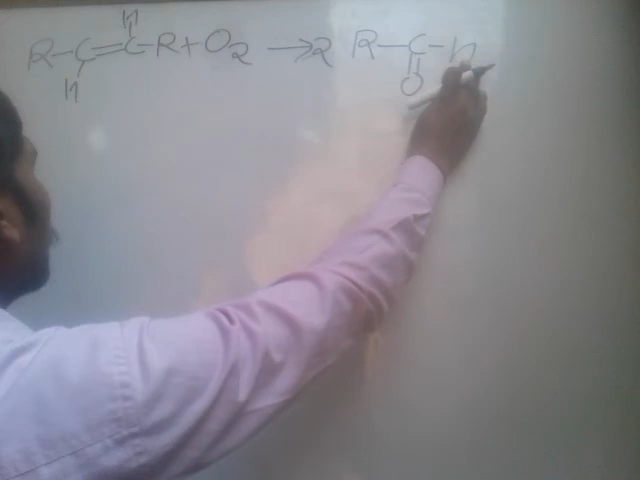 H H
R-C=C-R+O2 →2 R-C-H
H O